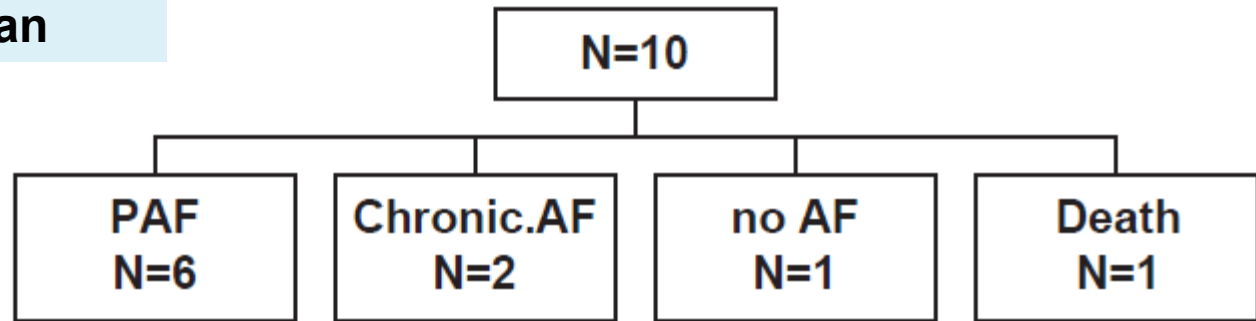 an
N=10
PAF
N=6
Chronic.AF
N=2
no AF
N=1
Death
N=1